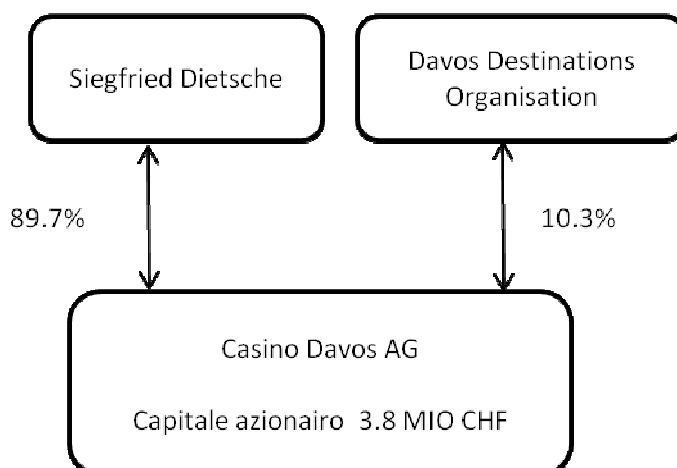 Siegfried Dietsche
Davos Destinations
Organisation
89.7%
10.3%
Casino Davos AG
Capitale azionairo 3.8 MIO CHF